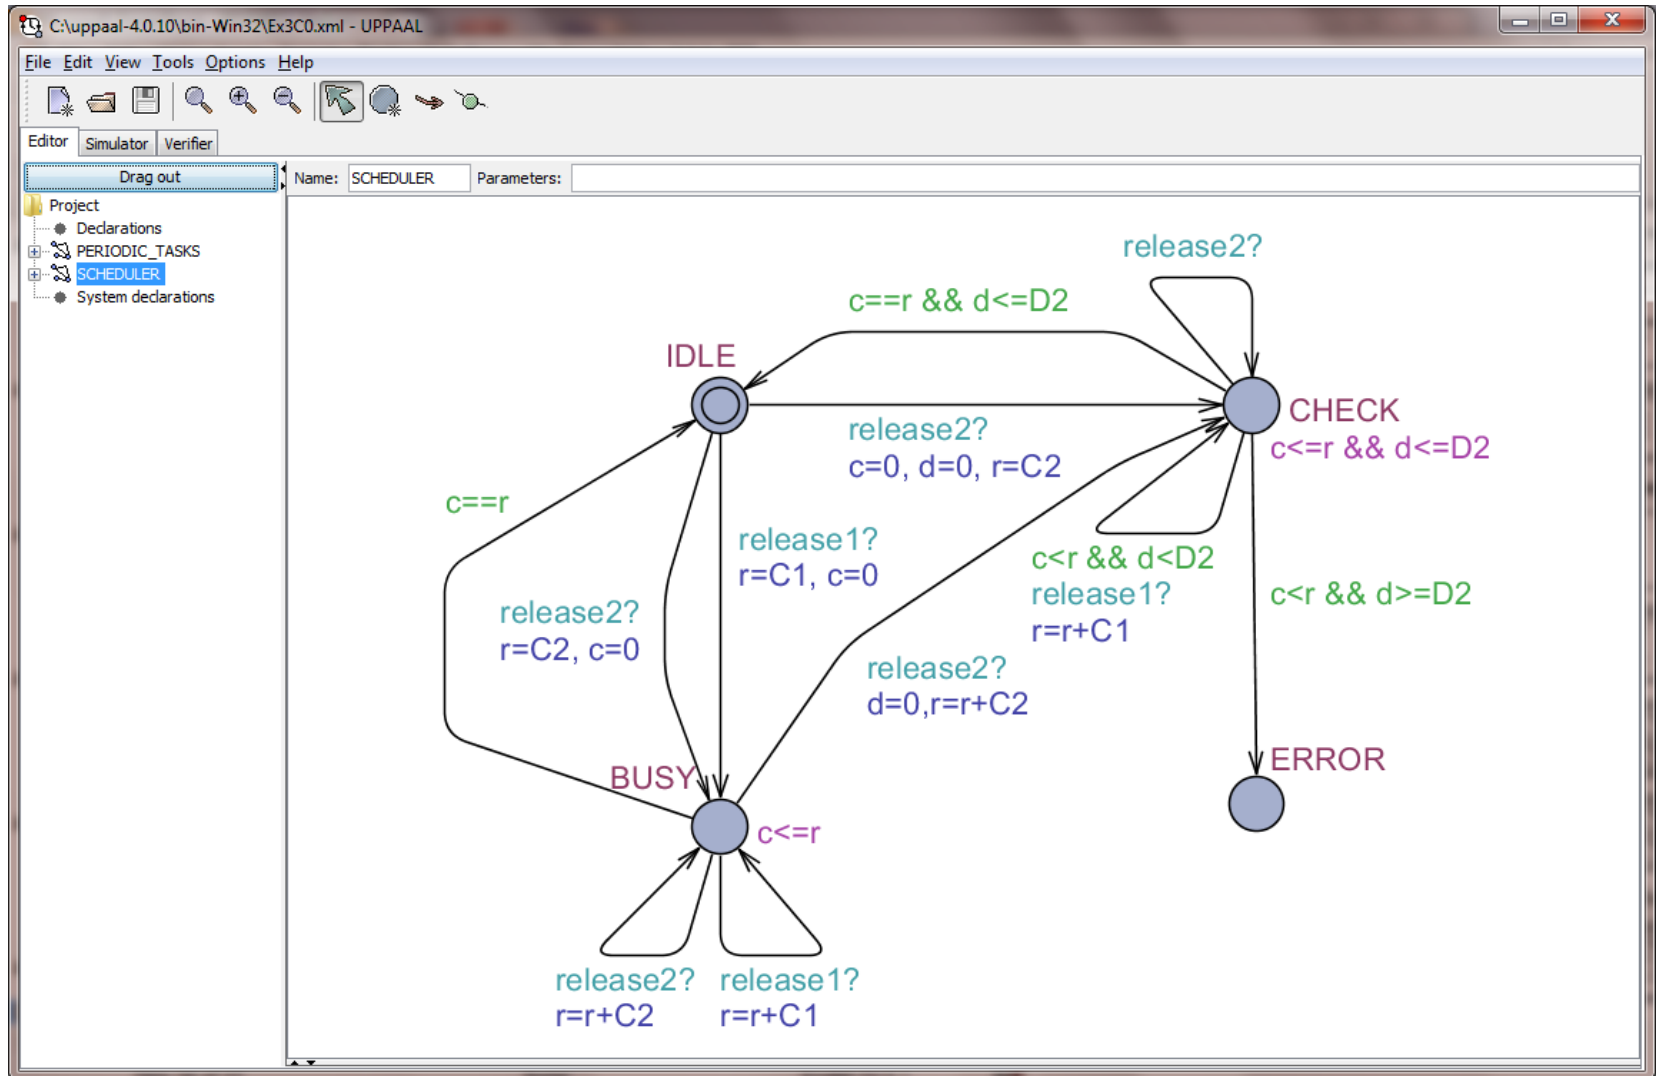 C:\uppaal-4.0.10\bin-Win32\Ex3C0.xml - UPPAAL
File Edit View Tools Options Help
Editor Simulator Verifier
Drag out
Name: SCHEDULER Parameters:
Project
Declarations
PERIODIC_TASKS
SCHEDULER
System declarations
release2?
c==r && d<=D2
IDLE
CHECK
c<=r && d<=D2
release2?
c=0, d=0, r=C2
c==r
release1?
r=C1, c=0
c<r && d<D2
release1?
r=r+C1
c<r && d>=D2
release2?
r=C2, c=0
release2?
d=0,r=r+C2
BUSY
c<=r
ERROR
release2?
r=r+C2
release1?
r=r+C1